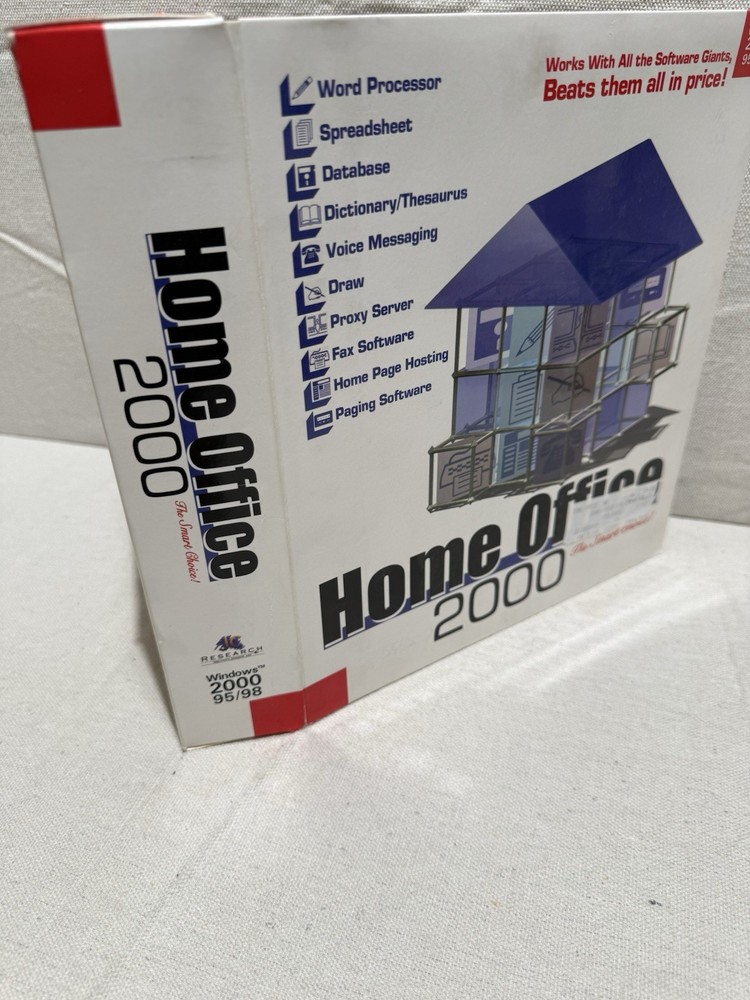 Home Office
2000
The Smart Choice!
RESEARCH
Windows™
2000
95/98
Works With All the Software Giants,
Beats them all in price!
Word Processor
Spreadsheet
Database
Dictionary/Thesaurus
Voice Messaging
Draw
Proxy Server
Fax Software
Home Page Hosting
Paging Software
Home Office
2000
The Smart Choice!